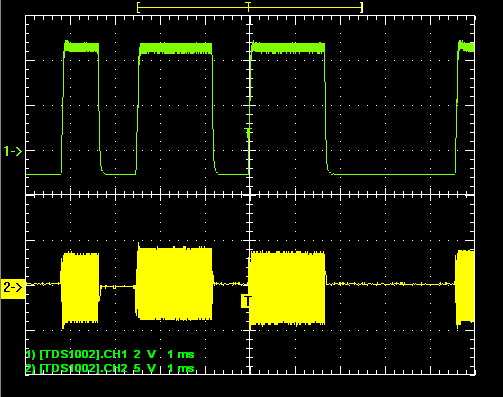 T
1->
T
2->
T
1) [TDS1002].CH1 2 V 1 ms
2) [TDS1002].CH2 5 V 1 ms